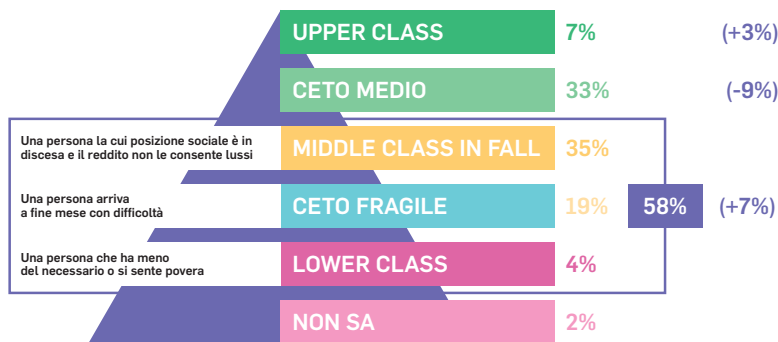 UPPER CLASS 7% (+3%)
CETO MEDIO 33% (-9%)
Una persona la cui posizione sociale è in
discesa e il reddito non le consente lussi
MIDDLE CLASS IN FALL 35%
Una persona arriva
a fine mese con difficoltà
CETO FRAGILE 19% 58% (+7%)
Una persona che ha meno
del necessario o si sente povera
LOWER CLASS 4%
NON SA 2%